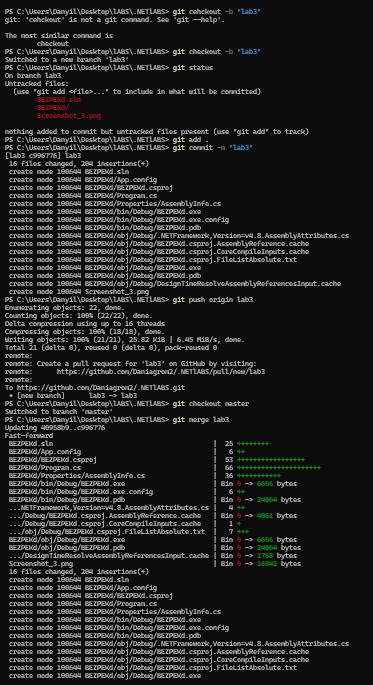 PS C:\Users\Danyil\Desktop\lABS\.NETlABS> git cehckout -b "lab3"
git: 'cehckout' is not a git command. See 'git --help'.

The most similar command is
        checkout
PS C:\Users\Danyil\Desktop\lABS\.NETlABS> git checkout -b "lab3"
Switched to a new branch 'lab3'
PS C:\Users\Danyil\Desktop\lABS\.NETlABS> git status
On branch lab3
Untracked files:
  (use "git add <file>..." to include in what will be committed)
        BEZPEKd.sln
        BEZPEKd/
        Screenshot_3.png

nothing added to commit but untracked files present (use "git add" to track)
PS C:\Users\Danyil\Desktop\lABS\.NETlABS> git add .
PS C:\Users\Danyil\Desktop\lABS\.NETlABS> git commit -m "lab3"
[lab3 c996776] lab3
 16 files changed, 204 insertions(+)
 create mode 100644 BEZPEKd.sln
 create mode 100644 BEZPEKd/App.config
 create mode 100644 BEZPEKd/BEZPEKd.csproj
 create mode 100644 BEZPEKd/Program.cs
 create mode 100644 BEZPEKd/Properties/AssemblyInfo.cs
 create mode 100644 BEZPEKd/bin/Debug/BEZPEKd.exe
 create mode 100644 BEZPEKd/bin/Debug/BEZPEKd.exe.config
 create mode 100644 BEZPEKd/bin/Debug/BEZPEKd.pdb
 create mode 100644 BEZPEKd/obj/Debug/.NETFramework,Version=v4.8.AssemblyAttributes.cs
 create mode 100644 BEZPEKd/obj/Debug/BEZPEKd.csproj.AssemblyReference.cache
 create mode 100644 BEZPEKd/obj/Debug/BEZPEKd.csproj.CoreCompileInputs.cache
 create mode 100644 BEZPEKd/obj/Debug/BEZPEKd.csproj.FileListAbsolute.txt
 create mode 100644 BEZPEKd/obj/Debug/BEZPEKd.exe
 create mode 100644 BEZPEKd/obj/Debug/BEZPEKd.pdb
 create mode 100644 BEZPEKd/obj/Debug/DesignTimeResolveAssemblyReferencesInput.cache
 create mode 100644 Screenshot_3.png
PS C:\Users\Danyil\Desktop\lABS\.NETlABS> git push origin lab3
Enumerating objects: 22, done.
Counting objects: 100% (22/22), done.
Delta compression using up to 16 threads
Compressing objects: 100% (18/18), done.
Writing objects: 100% (21/21), 25.82 KiB | 6.45 MiB/s, done.
Total 21 (delta 0), reused 0 (delta 0), pack-reused 0
remote:
remote: Create a pull request for 'lab3' on GitHub by visiting:
remote:      https://github.com/Daniagrom2/.NETlABS/pull/new/lab3
remote:
To https://github.com/Daniagrom2/.NETlABS.git
 * [new branch]      lab3 -> lab3
PS C:\Users\Danyil\Desktop\lABS\.NETlABS> git checkout master
Switched to branch 'master'
PS C:\Users\Danyil\Desktop\lABS\.NETlABS> git merge lab3
Updating 40958b9..c996776
Fast-forward
 BEZPEKd.sln | 25 ++++++++
 BEZPEKd/App.config | 6 ++
 BEZPEKd/BEZPEKd.csproj | 53 +++++++++++++++++
 BEZPEKd/Program.cs | 66 +++++++++++++++++++++
 BEZPEKd/Properties/AssemblyInfo.cs | 36 +++++++++++
 BEZPEKd/bin/Debug/BEZPEKd.exe | Bin 0 -> 6656 bytes
 BEZPEKd/bin/Debug/BEZPEKd.exe.config | 6 ++
 BEZPEKd/bin/Debug/BEZPEKd.pdb | Bin 0 -> 24064 bytes
 ...NETFramework,Version=v4.8.AssemblyAttributes.cs | 4 ++
 .../Debug/BEZPEKd.csproj.AssemblyReference.cache | Bin 0 -> 4061 bytes
 .../Debug/BEZPEKd.csproj.CoreCompileInputs.cache | 1 +
 .../obj/Debug/BEZPEKd.csproj.FileListAbsolute.txt | 7 +++
 BEZPEKd/obj/Debug/BEZPEKd.exe | Bin 0 -> 6656 bytes
 BEZPEKd/obj/Debug/BEZPEKd.pdb | Bin 0 -> 24064 bytes
 .../DesignTimeResolveAssemblyReferencesInput.cache | Bin 0 -> 1758 bytes
 Screenshot_3.png | Bin 0 -> 16942 bytes
 16 files changed, 204 insertions(+)
 create mode 100644 BEZPEKd.sln
 create mode 100644 BEZPEKd/App.config
 create mode 100644 BEZPEKd/BEZPEKd.csproj
 create mode 100644 BEZPEKd/Program.cs
 create mode 100644 BEZPEKd/Properties/AssemblyInfo.cs
 create mode 100644 BEZPEKd/bin/Debug/BEZPEKd.exe
 create mode 100644 BEZPEKd/bin/Debug/BEZPEKd.exe.config
 create mode 100644 BEZPEKd/bin/Debug/BEZPEKd.pdb
 create mode 100644 BEZPEKd/obj/Debug/.NETFramework,Version=v4.8.AssemblyAttributes.cs
 create mode 100644 BEZPEKd/obj/Debug/BEZPEKd.csproj.AssemblyReference.cache
 create mode 100644 BEZPEKd/obj/Debug/BEZPEKd.csproj.CoreCompileInputs.cache
 create mode 100644 BEZPEKd/obj/Debug/BEZPEKd.csproj.FileListAbsolute.txt
 create mode 100644 BEZPEKd/obj/Debug/BEZPEKd.exe